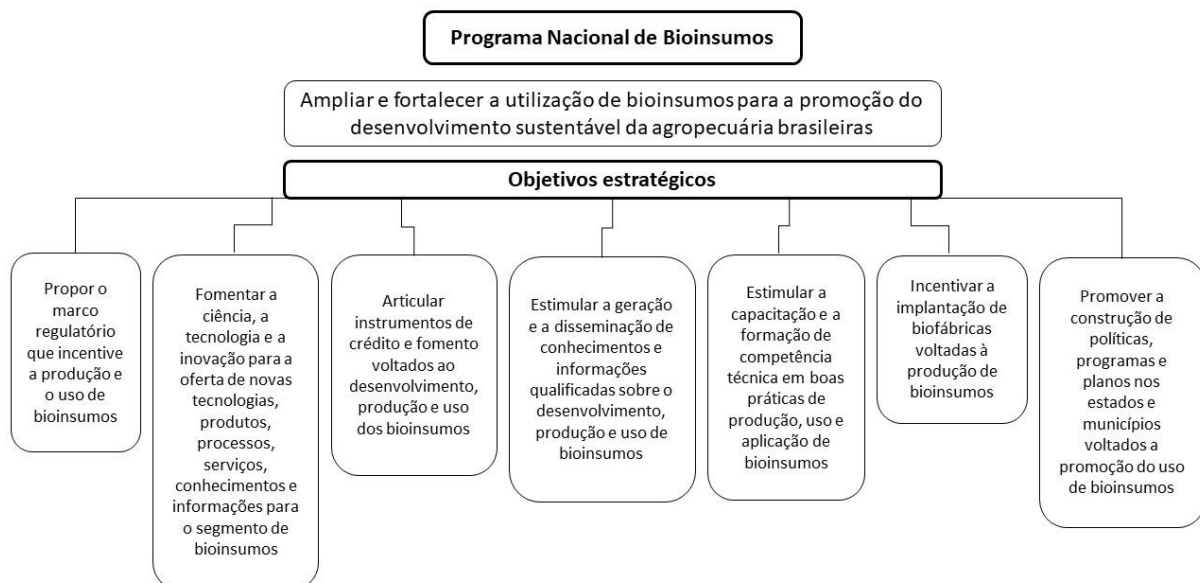 Programa Nacional de Bioinsumos
Ampliar e fortalecer a utilização de bioinsumos para a promoção do
desenvolvimento sustentável da agropecuária brasileiras
Objetivos estratégicos
Propor o
marco
regulatório
que incentive
a produção e
o uso de
bioinsumos
Fomentar a
ciência, a
tecnologia e a
inovação para a
oferta de novas
tecnologias,
produtos,
processos,
serviços,
conhecimentos e
informações para
o segmento de
bioinsumos
Articular
instrumentos de
crédito e fomento
voltados ao
desenvolvimento,
produção e uso
dos bioinsumos
Estimular a geração
e a disseminação de
conhecimentos e
informações
qualificadas sobre o
desenvolvimento,
produção e uso de
bioinsumos
Estimular a
capacitação e a
formação de
competência
técnica em boas
práticas de
produção, uso e
aplicação de
bioinsumos
Incentivar a
implantação de
biofábricas
voltadas à
produção de
bioinsumos
Promover a
construção de
políticas,
programas e
planos nos
estados e
municípios
voltados a
promoção do uso
de bioinsumos